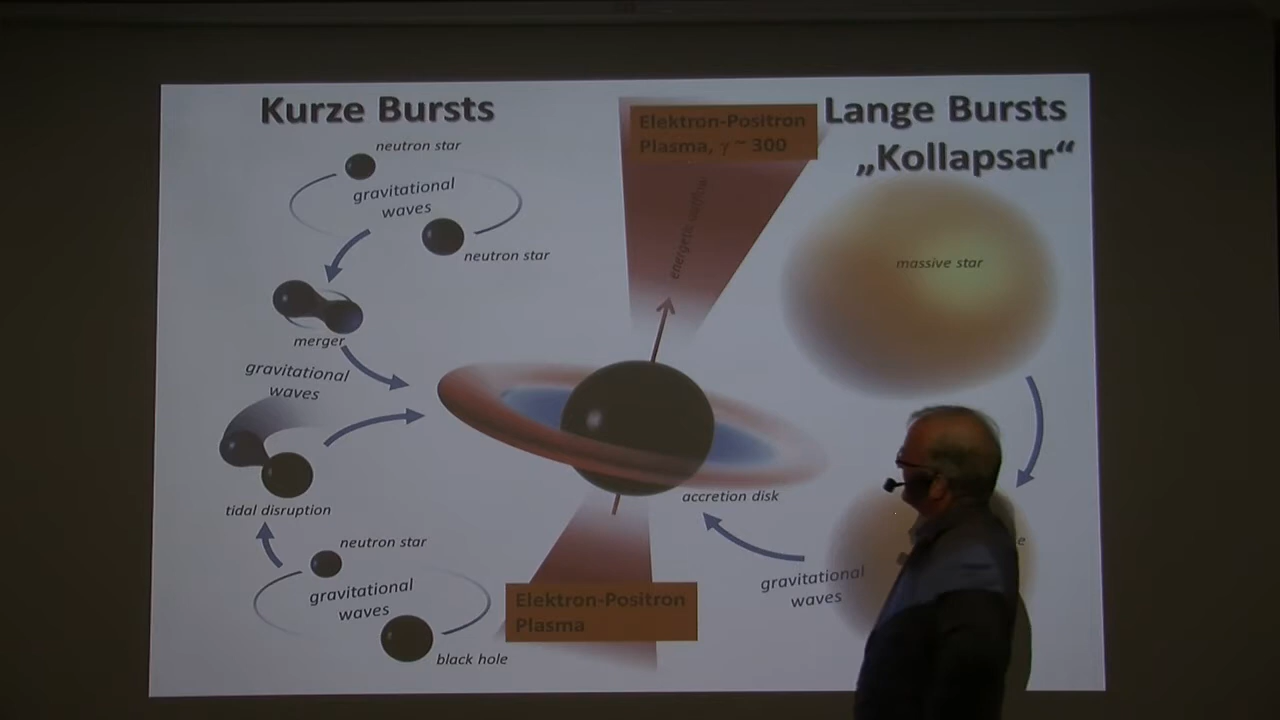 Kurze Bursts
neutron star
gravitational
waves
neutron star
merger
gravitational
waves
tidal disruption
neutron star
gravitational
waves
black hole
Elektron-Positron
Plasma, γ ~ 300
accretion disk
Elektron-Positron
Plasma
Lange Bursts
„Kollapsar“
massive star
gravitational
waves